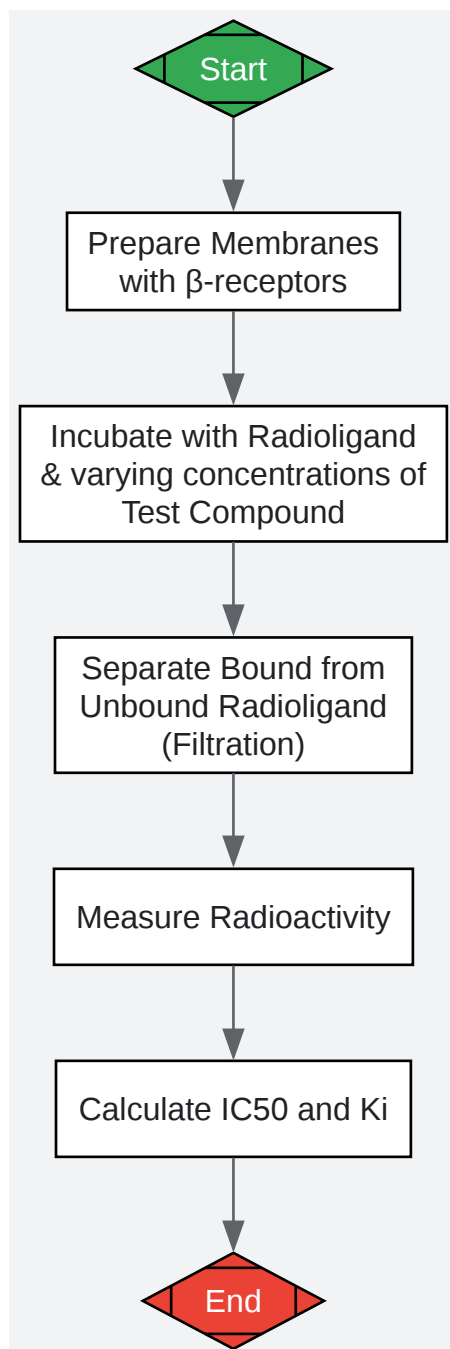 Start
Prepare Membranes
with β-receptors
Incubate with Radioligand
& varying concentrations of
Test Compound
Separate Bound from
Unbound Radioligand
(Filtration)
Measure Radioactivity
Calculate IC50 and Ki
End